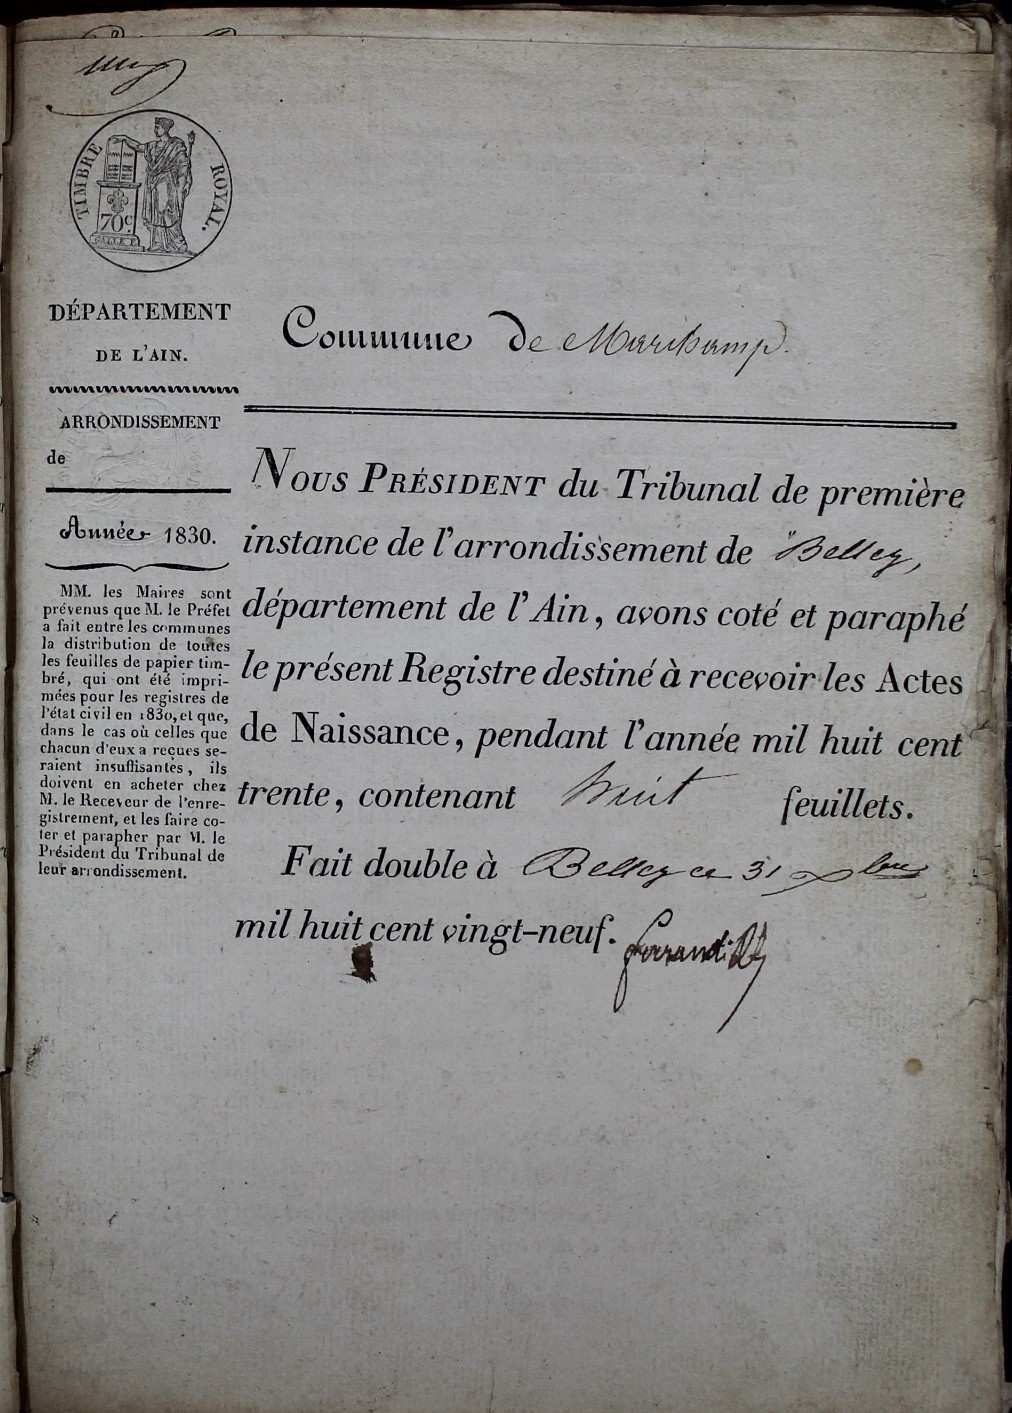 TIMBRE ROYAL.
70c
DÉPARTEMENT
DE L'AIN.
ARRONDISSEMENT
de
Année 1830.
MM. les Maires sont
prévenus que M. le Préfet
a fait entre les communes
la distribution de toutes
les feuilles de papier tim-
bré, qui ont été impri-
mées pour les registres de
l'état civil en 1830, et que,
dans le cas où celles que
chacun d'eux a reçues se-
raient insuffisantes, ils
doivent en acheter chez
M. le Receveur de l'enre-
gistrement, et les faire co-
ter et parapher par M. le
Président du Tribunal de
leur arrondissement.
Commune de Marchamp.
NOUS PRÉSIDENT du Tribunal de première
instance de l'arrondissement de Belley,
département de l'Ain, avons coté et paraphé
le présent Registre destiné à recevoir les Actes
de Naissance, pendant l'année mil huit cent
trente, contenant huit feuillets.
Fait double à Belley ce 31 xbre
mil huit cent vingt-neuf.